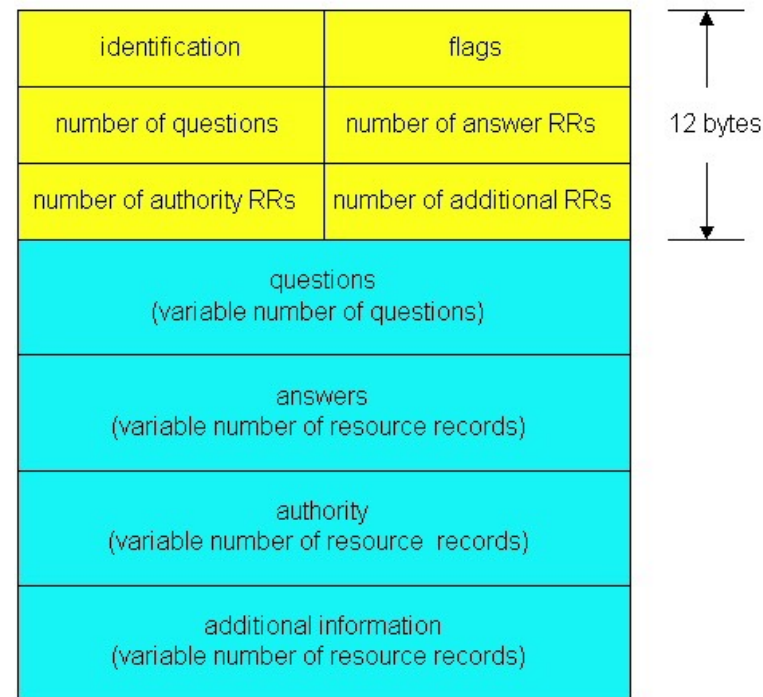 identification
flags
number of questions
number of answer RRs
12 bytes
number of authority RRs
number of additional RRs
questions
(variable number of questions)
answers
(variable number of resource records)
authority
(variable number of resource records)
additional information
(variable number of resource records)